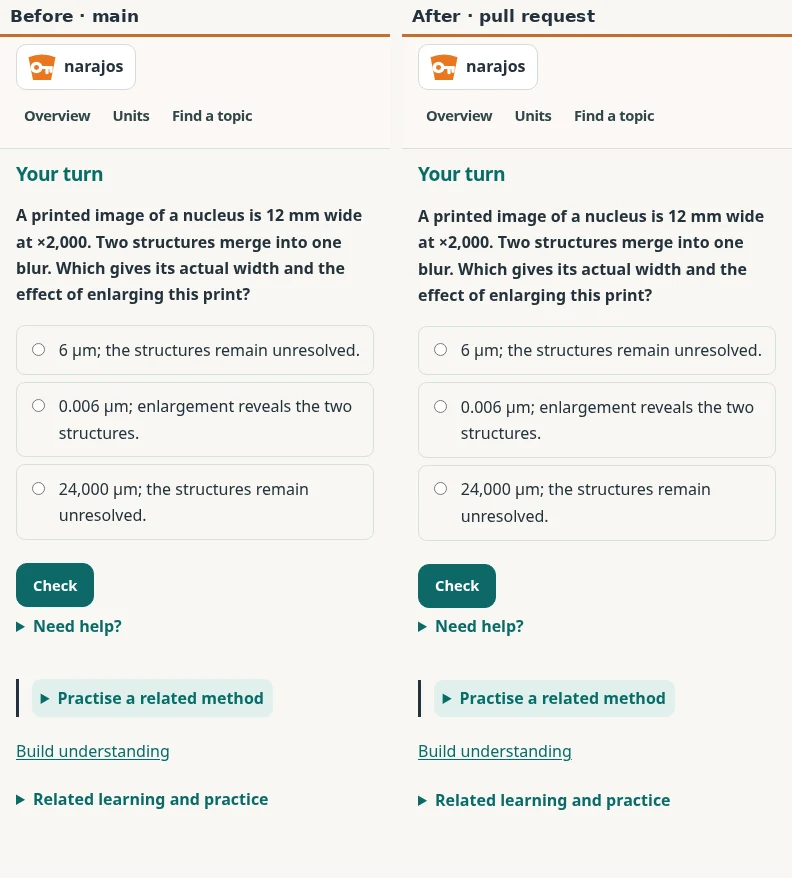 Before · main
narajos
Overview Units Find a topic
Your turn
A printed image of a nucleus is 12 mm wide
at ×2,000. Two structures merge into one
blur. Which gives its actual width and the
effect of enlarging this print?
6 µm; the structures remain unresolved.
0.006 µm; enlargement reveals the two
structures.
24,000 µm; the structures remain
unresolved.
Check
Need help?
Practise a related method
Build understanding
Related learning and practice
After · pull request
narajos
Overview Units Find a topic
Your turn
A printed image of a nucleus is 12 mm wide
at ×2,000. Two structures merge into one
blur. Which gives its actual width and the
effect of enlarging this print?
6 µm; the structures remain unresolved.
0.006 µm; enlargement reveals the two
structures.
24,000 µm; the structures remain
unresolved.
Check
Need help?
Practise a related method
Build understanding
Related learning and practice